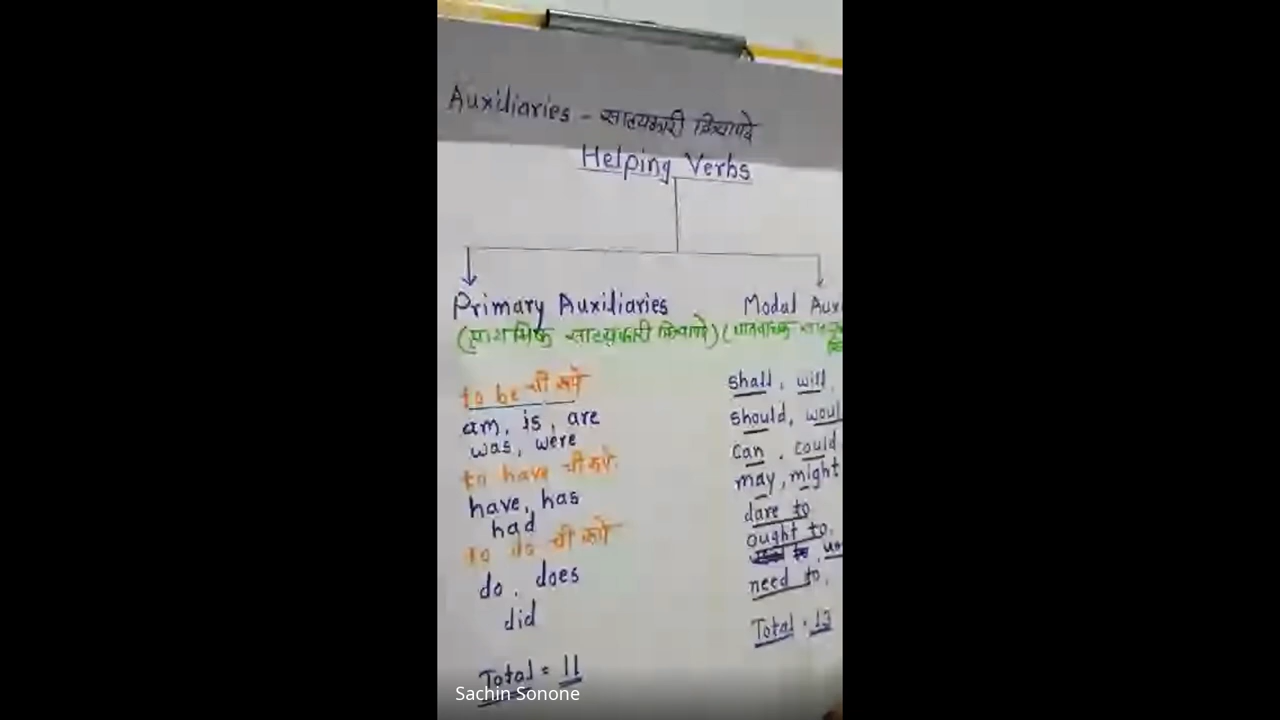 Auxiliaries - साहाय्यकारी क्रियापदे
Helping Verbs
Primary Auxiliaries
(प्राथमिक साहाय्यकारी क्रियापदे)
to be ची रूपे
am, is, are
was, were
to have ची रूपे
have, has
had
to do ची रूपे
do, does
did
Total = 11
Modal Aux
shall, will,
should, woul
can, could
may, might
dare to
ought to,
need to,
Total = 13
Sachin Sonone